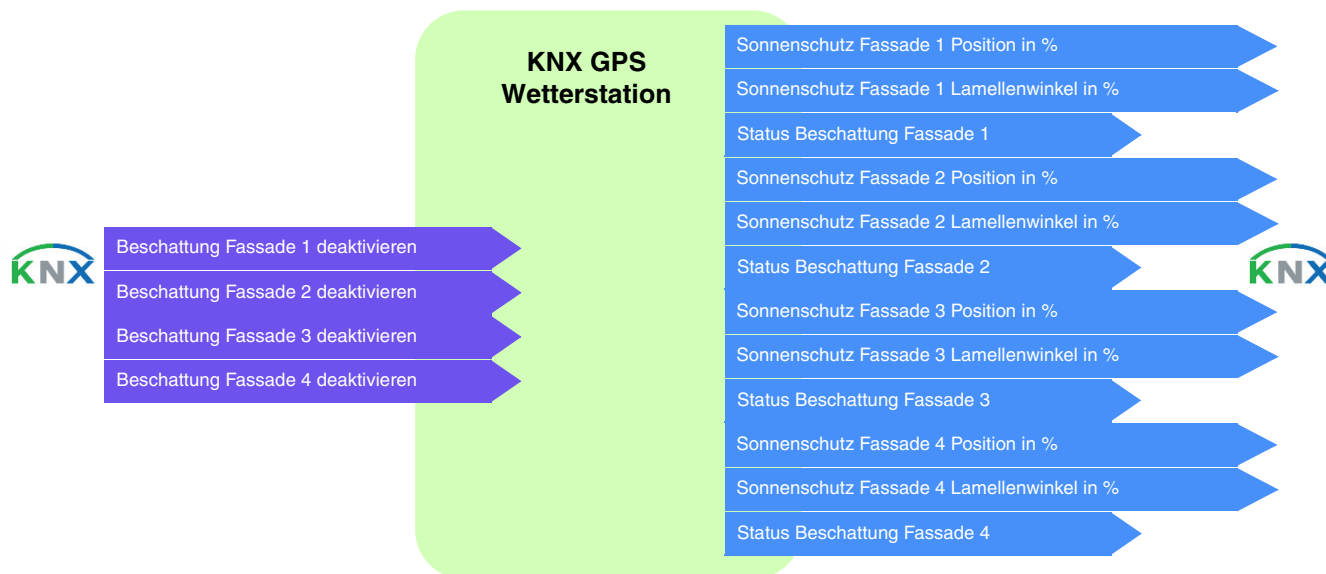 KNX GPS
Wetterstation
KNX
Beschattung Fassade 1 deaktivieren
Beschattung Fassade 2 deaktivieren
Beschattung Fassade 3 deaktivieren
Beschattung Fassade 4 deaktivieren
Sonnenschutz Fassade 1 Position in %
Sonnenschutz Fassade 1 Lamellenwinkel in %
Status Beschattung Fassade 1
Sonnenschutz Fassade 2 Position in %
Sonnenschutz Fassade 2 Lamellenwinkel in %
Status Beschattung Fassade 2
Sonnenschutz Fassade 3 Position in %
Sonnenschutz Fassade 3 Lamellenwinkel in %
Status Beschattung Fassade 3
Sonnenschutz Fassade 4 Position in %
Sonnenschutz Fassade 4 Lamellenwinkel in %
Status Beschattung Fassade 4
KNX